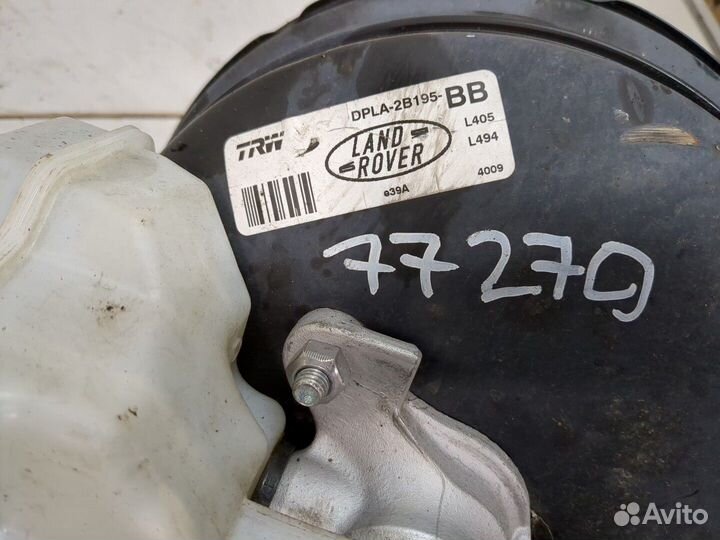 DPLA-2B195-BB
TRW
LAND
ROVER
L405
L494
e39A
4009
77270
Avito